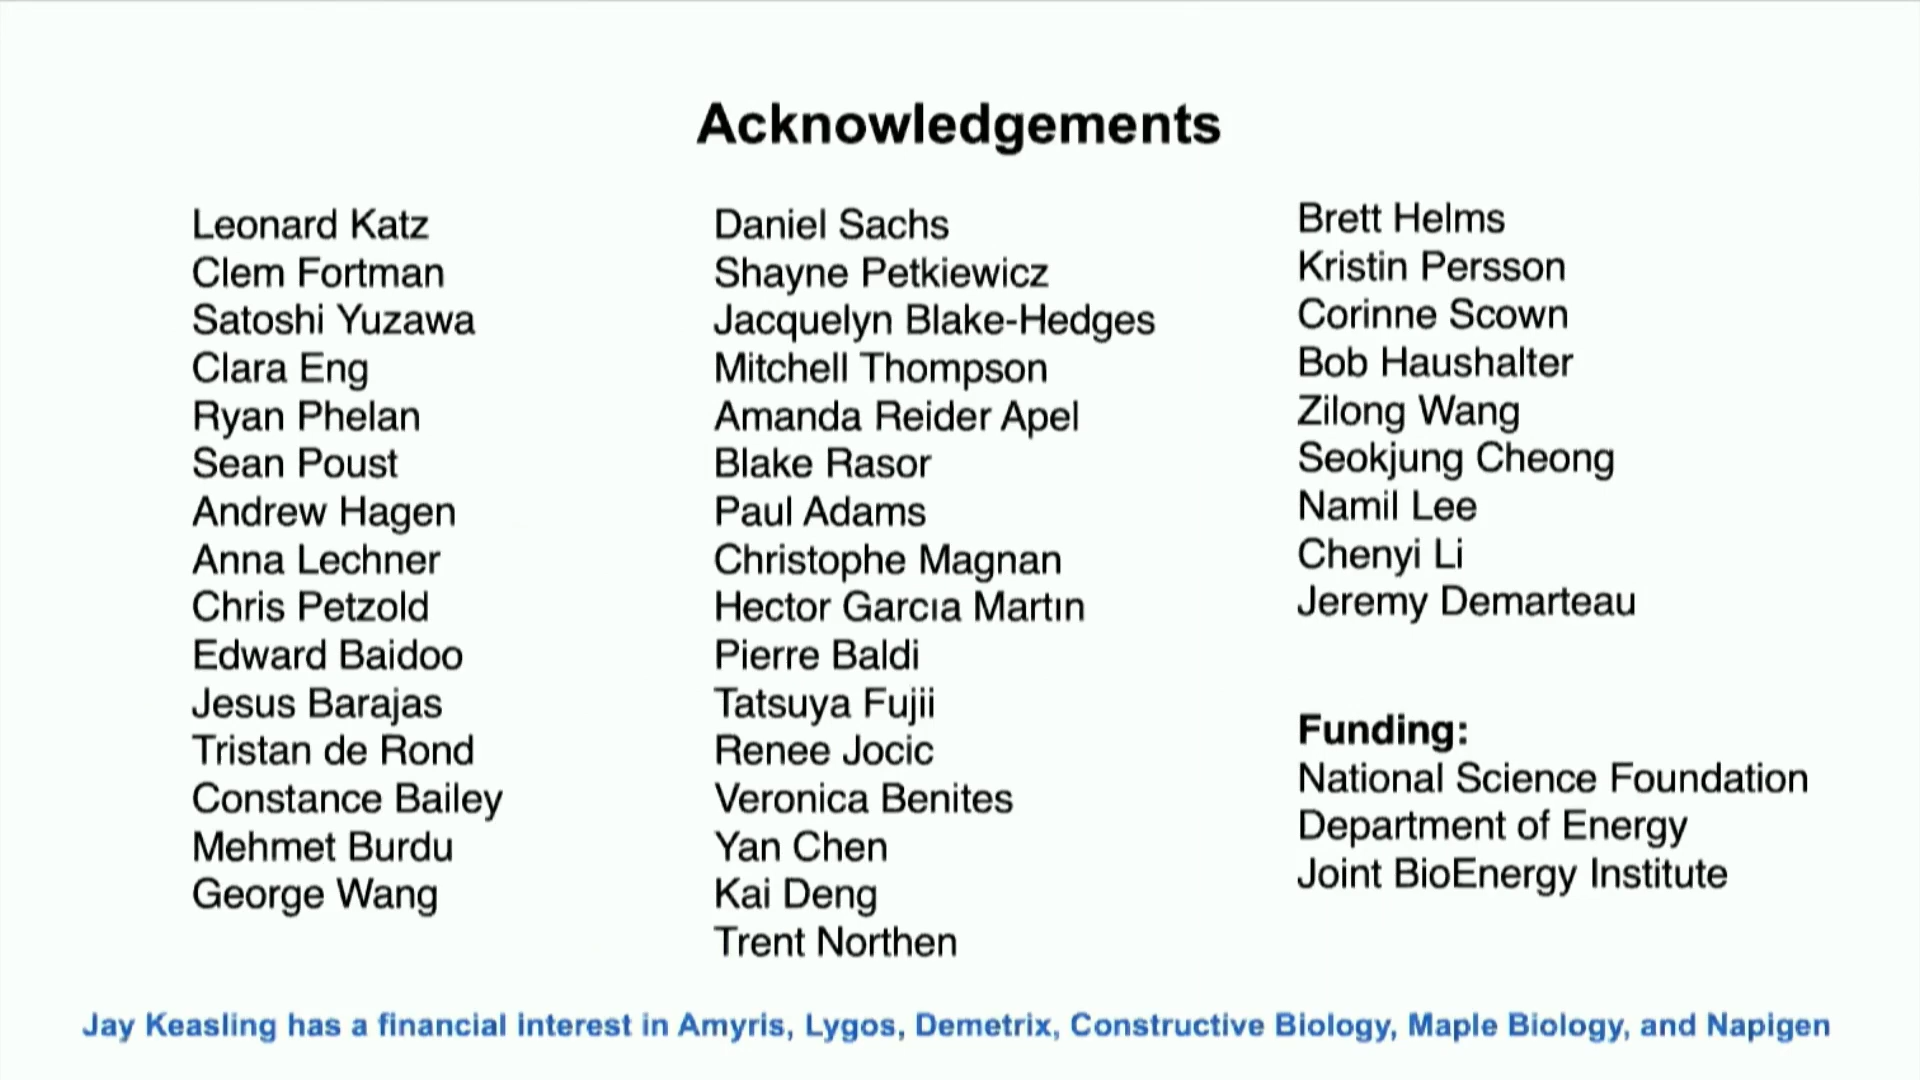 Acknowledgements
Leonard Katz
Clem Fortman
Satoshi Yuzawa
Clara Eng
Ryan Phelan
Sean Poust
Andrew Hagen
Anna Lechner
Chris Petzold
Edward Baidoo
Jesus Barajas
Tristan de Rond
Constance Bailey
Mehmet Burdu
George Wang
Daniel Sachs
Shayne Petkiewicz
Jacquelyn Blake-Hedges
Mitchell Thompson
Amanda Reider Apel
Blake Rasor
Paul Adams
Christophe Magnan
Hector Garcıa Martın
Pierre Baldi
Tatsuya Fujii
Renee Jocic
Veronica Benites
Yan Chen
Kai Deng
Trent Northen
Brett Helms
Kristin Persson
Corinne Scown
Bob Haushalter
Zilong Wang
Seokjung Cheong
Namil Lee
Chenyi Li
Jeremy Demarteau
Funding:
National Science Foundation
Department of Energy
Joint BioEnergy Institute
Jay Keasling has a financial interest in Amyris, Lygos, Demetrix, Constructive Biology, Maple Biology, and Napigen